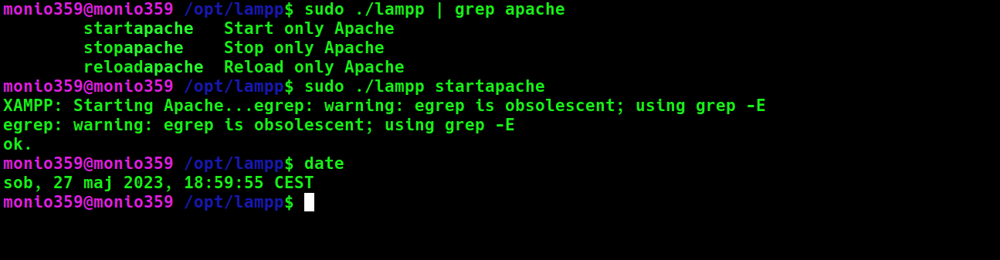 monio359@monio359 /opt/lampp$ sudo ./lampp | grep apache
        startapache   Start only Apache
        stopapache    Stop only Apache
        reloadapache  Reload only Apache
monio359@monio359 /opt/lampp$ sudo ./lampp startapache
XAMPP: Starting Apache...egrep: warning: egrep is obsolescent; using grep -E
egrep: warning: egrep is obsolescent; using grep -E
ok.
monio359@monio359 /opt/lampp$ date
sob, 27 maj 2023, 18:59:55 CEST
monio359@monio359 /opt/lampp$